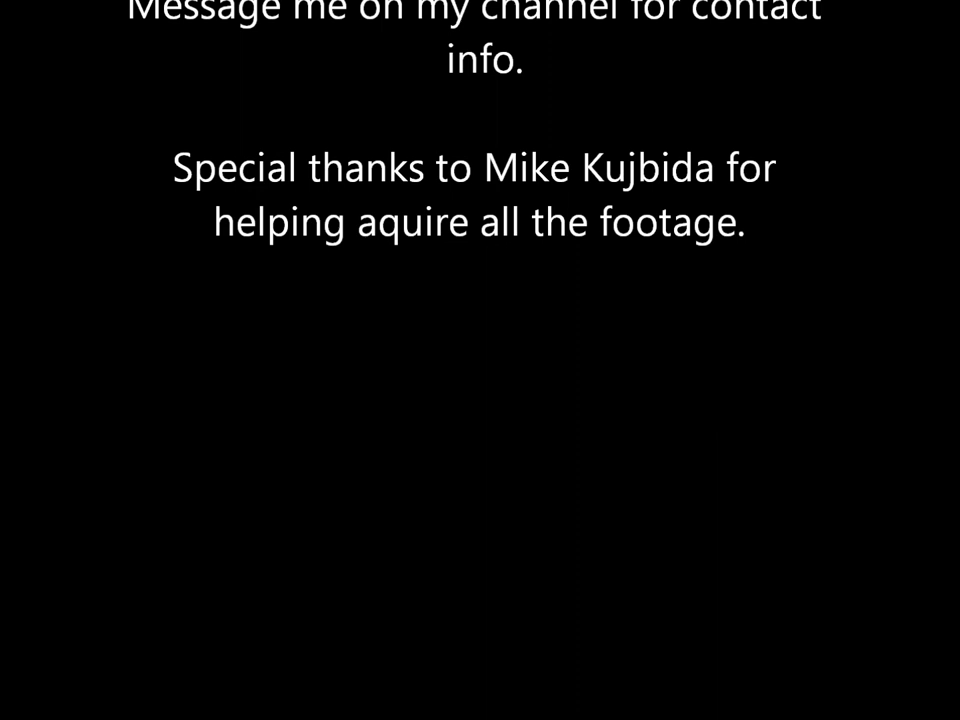 Message me on my channel for contact
info.
Special thanks to Mike Kujbida for
helping aquire all the footage.